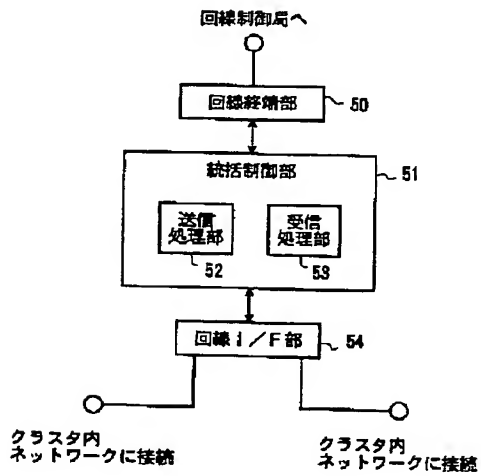 回線制御局へ
回線終端部
50
統括制御部
51
送信
処理部
52
受信
処理部
53
回線I/F部
54
クラスタ内
ネットワークに接続
クラスタ内
ネットワークに接続